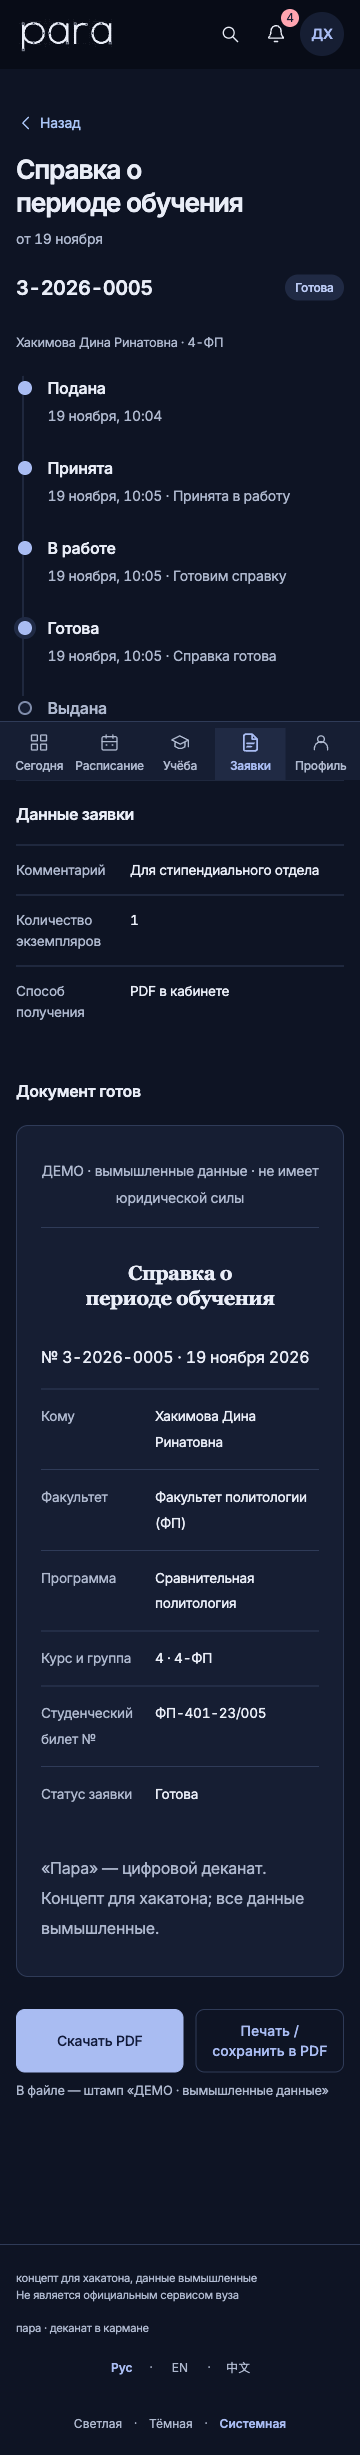 para
4
ДХ
Назад
Справка о
периоде обучения
от 19 ноября
3-2026-0005
Готова
Хакимова Дина Ринатовна · 4-ФП
Подана
19 ноября, 10:04
Принята
19 ноября, 10:05 · Принята в работу
В работе
19 ноября, 10:05 · Готовим справку
Готова
19 ноября, 10:05 · Справка готова
Выдана
Сегодня
Расписание
Учёба
Заявки
Профиль
Данные заявки
Комментарий
Для стипендиального отдела
Количество
экземпляров
1
Способ
получения
PDF в кабинете
Документ готов
ДЕМО · вымышленные данные · не имеет
юридической силы
Справка о
периоде обучения
№ 3-2026-0005 · 19 ноября 2026
Кому
Хакимова Дина
Ринатовна
Факультет
Факультет политологии
(ФП)
Программа
Сравнительная
политология
Курс и группа
4 · 4-ФП
Студенческий
билет №
ФП-401-23/005
Статус заявки
Готова
«Пара» — цифровой деканат.
Концепт для хакатона; все данные
вымышленные.
Скачать PDF
Печать /
сохранить в PDF
В файле — штамп «ДЕМО · вымышленные данные»
концепт для хакатона, данные вымышленные
Не является официальным сервисом вуза
пара · деканат в кармане
Рус · EN · 中文
Светлая · Тёмная · Системная